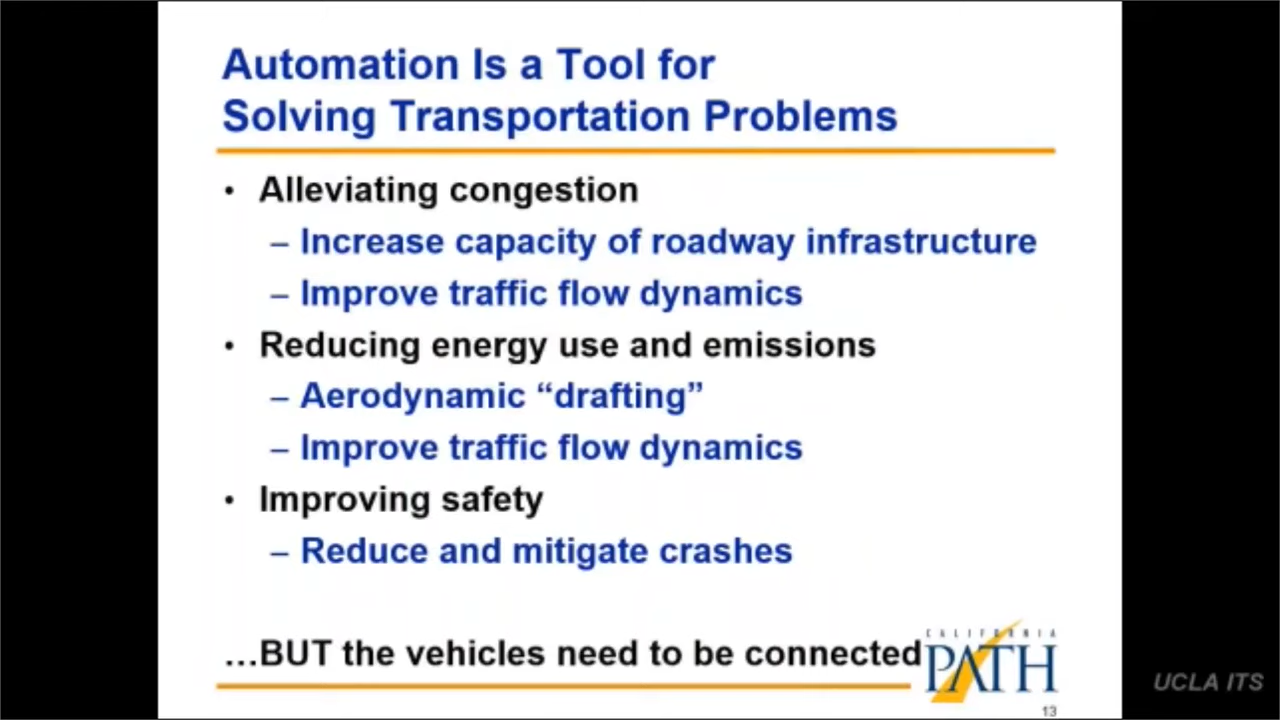 Automation Is a Tool for
Solving Transportation Problems
• Alleviating congestion
– Increase capacity of roadway infrastructure
– Improve traffic flow dynamics
• Reducing energy use and emissions
– Aerodynamic “drafting”
– Improve traffic flow dynamics
• Improving safety
– Reduce and mitigate crashes
…BUT the vehicles need to be connected
CALIFORNIA
PATH
13
UCLA ITS